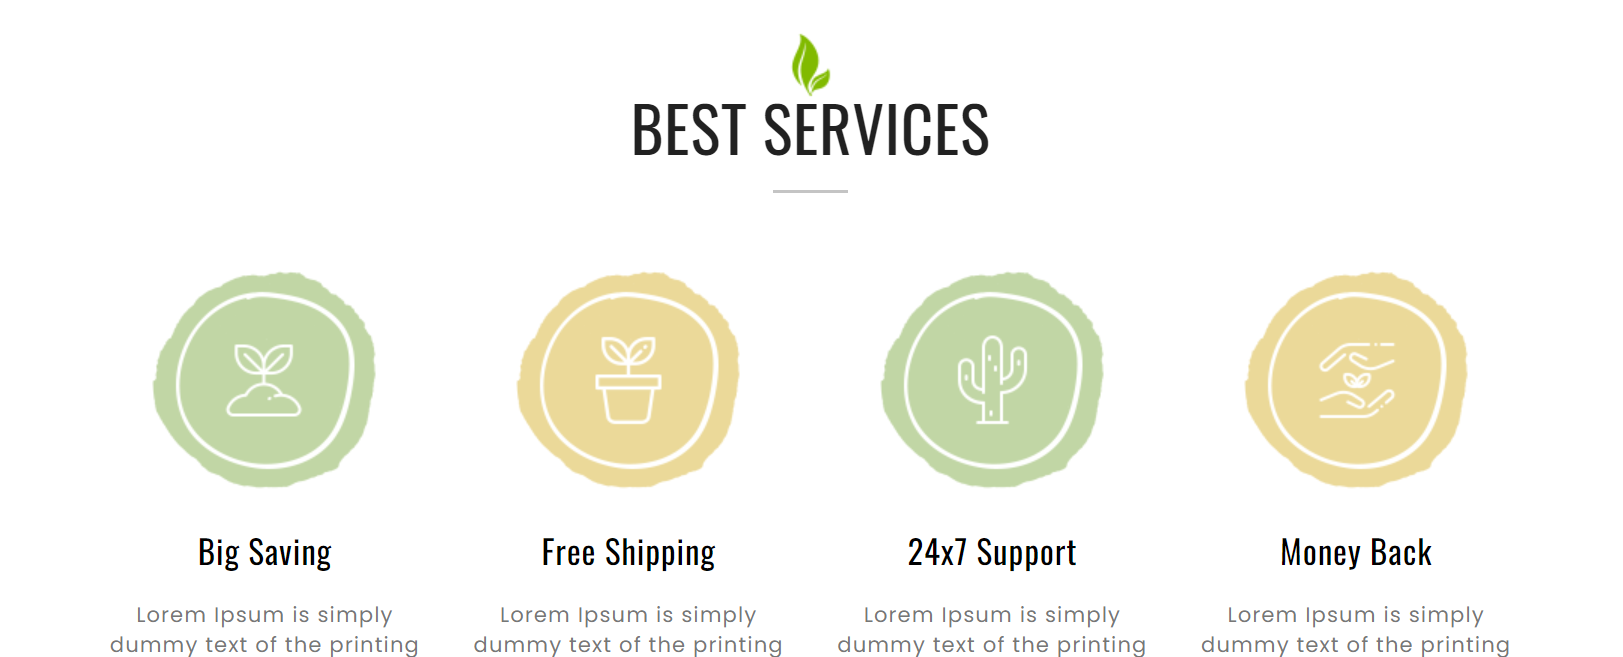 BEST SERVICES
Big Saving
Lorem Ipsum is simply
dummy text of the printing
Free Shipping
Lorem Ipsum is simply
dummy text of the printing
24x7 Support
Lorem Ipsum is simply
dummy text of the printing
Money Back
Lorem Ipsum is simply
dummy text of the printing